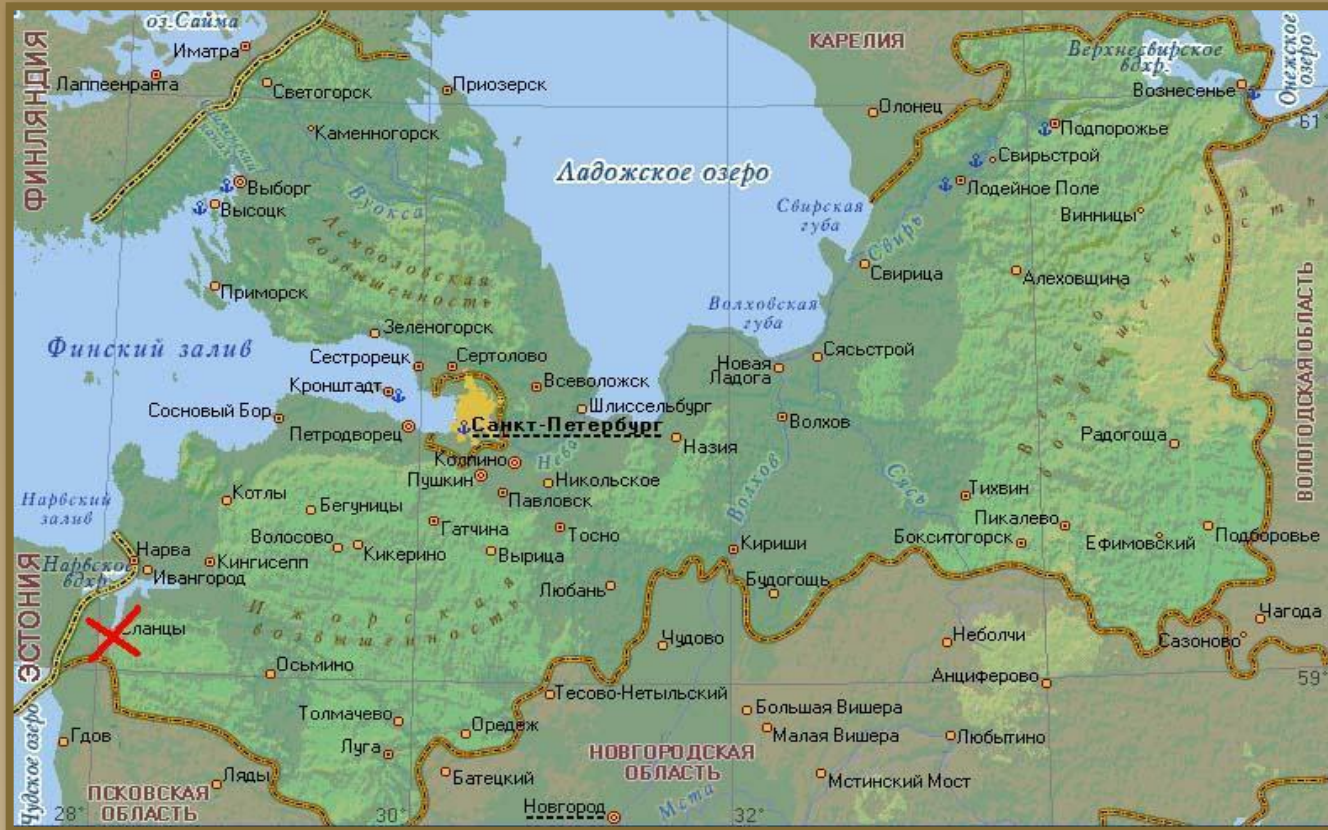 оз.Сайма
Иматра
Лаппеенранта
ФИНЛЯНДИЯ
Светогорск
Приозерск
Каменногорск
КАРЕЛИЯ
Верхнесвирское
вдхр.
Онежское
озеро
Вознесенье
Олонец
61
Подпорожье
Свирьстрой
Лодейное Поле
Винницы
Ладожское озеро
Выборг
Высоцк
Вуокса
Лемболовская
возвышенность
Свирская
губа
Свирь
Свирица
Алеховщина
Приморск
Зеленогорск
Волховская
губа
ВОЛОГОДСКАЯ ОБЛАСТЬ
Финский залив
Сестрорецк
Сертолово
Новая
Ладога
Сясьстрой
Кронштадт
Всеволожск
Шлиссельбург
Сосновый Бор
Петродворец
Санкт-Петербург
Волхов
Назия
Радогоща
Нева
Колпино
Пушкин
Никольское
Павловск
Волхов
Сясь
Тихвин
Нарвский
залив
Котлы
Бегуницы
Гатчина
Тосно
Пикалево
Бокситогорск
Ефимовский
Подборовье
Волосово
Кикерино
Вырица
Кириши
Нарва
Нарвское
вдхр.
Ивангород
Кингисепп
Любань
Будогощь
ЭСТОНИЯ
Ижорская
возвышенность
Чагода
Сазоново
Сланцы
Чудово
Неболчи
Осьмино
Анциферово
59°
Тесово-Нетыльский
Большая Вишера
Малая Вишера
Любытино
Толмачево
Оредеж
Гдов
Луга
НОВГОРОДСКАЯ
ОБЛАСТЬ
Чудское озеро
Ляды
Батецкий
Мстинский Мост
ПСКОВСКАЯ
ОБЛАСТЬ
Мста
28°
30°
Новгород
32°